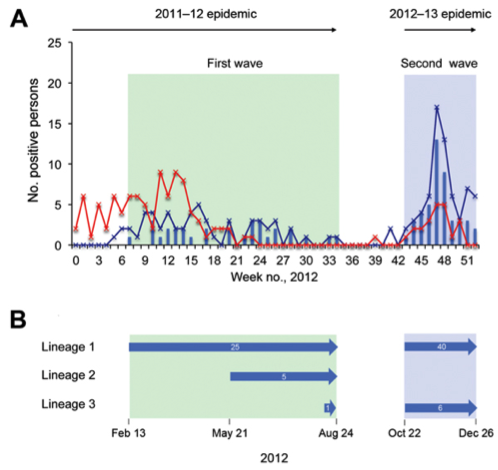 A
2011–12 epidemic
2012–13 epidemic
First wave
Second wave
No. positive persons
25
20
15
10
5
0
0 3 6 7 9 12 15 18 21 24 27 30 33 36 39 42 45 48 51
Week no., 2012
B
Lineage 1
25
40
Lineage 2
5
Lineage 3
1
6
Feb 13
May 21
Aug 24
Oct 22
Dec 26
2012